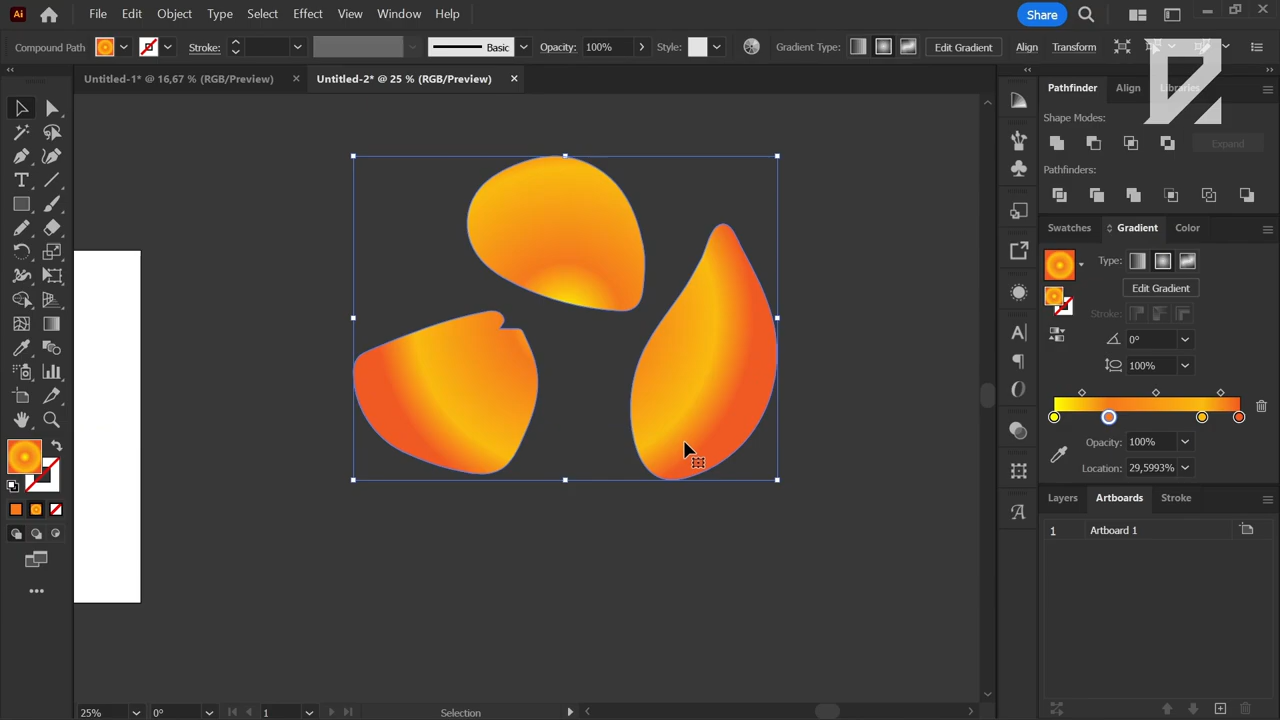 Ai File Edit Object Type Select Effect View Window Help Share
Compound Path Stroke: Basic Opacity: 100% Style: Gradient Type: Edit Gradient Align Transform
Untitled-1* @ 16,67 % (RGB/Preview) Untitled-2* @ 25 % (RGB/Preview)
Pathfinder Align Libraries
Shape Modes:
Expand
Pathfinders:
Swatches Gradient Color
Type:
Edit Gradient
Stroke:
0°
100%
Opacity: 100%
Location: 29,5993%
Layers Artboards Stroke
1 Artboard 1
25% 0° 1 Selection